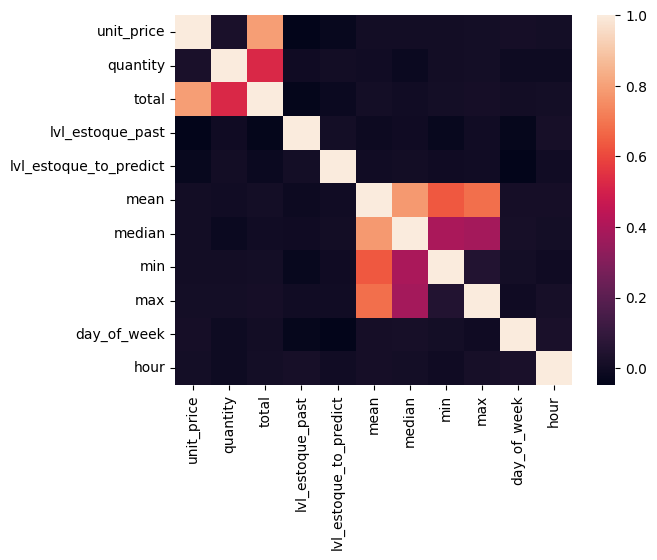 unit_price
quantity
total
lvl_estoque_past
lvl_estoque_to_predict
mean
median
min
max
day_of_week
hour
unit_price
quantity
total
lvl_estoque_past
lvl_estoque_to_predict
mean
median
min
max
day_of_week
hour
1.0
0.8
0.6
0.4
0.2
0.0